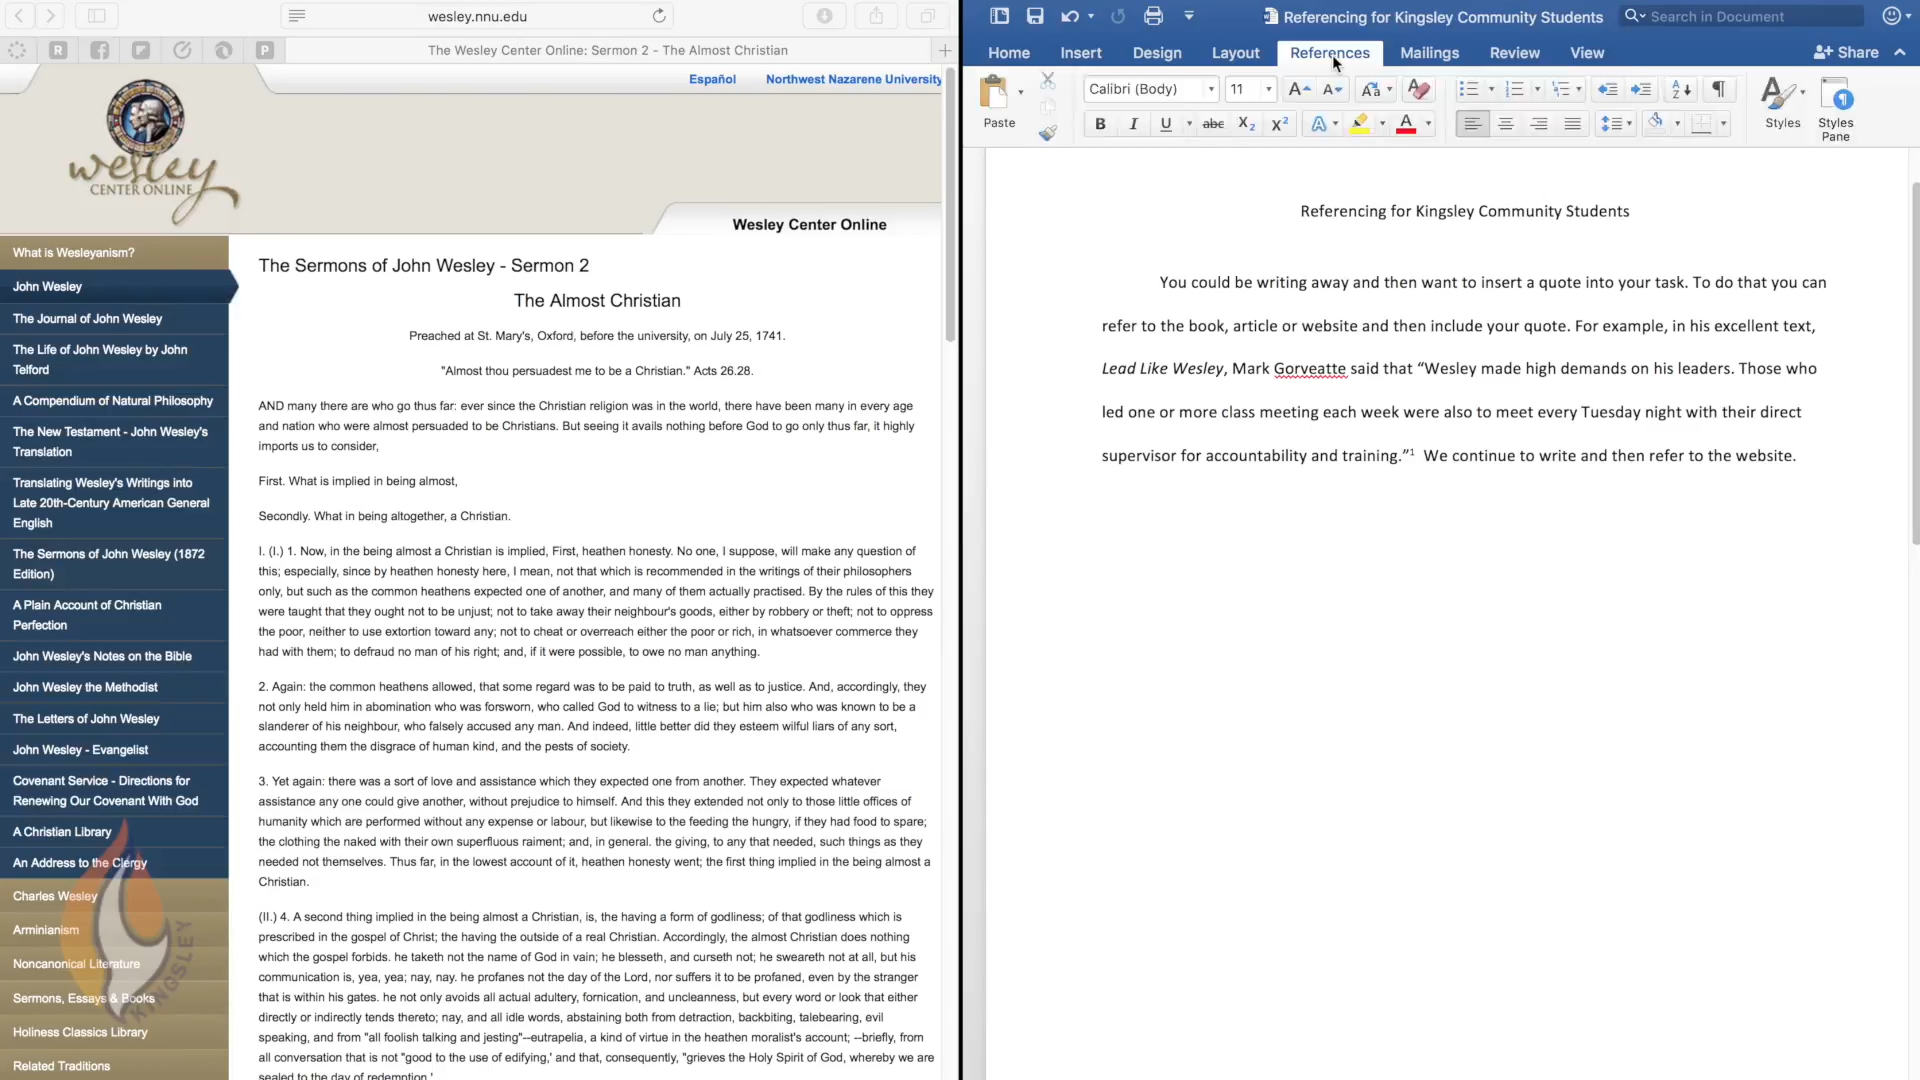 wesley.nnu.edu
The Wesley Center Online: Sermon 2 - The Almost Christian
R
P
Español
Northwest Nazarene University
wesley
CENTER ONLINE
Wesley Center Online
What is Wesleyanism?
John Wesley
The Journal of John Wesley
The Life of John Wesley by John
Telford
A Compendium of Natural Philosophy
The New Testament - John Wesley's
Translation
Translating Wesley's Writings into
Late 20th-Century American General
English
The Sermons of John Wesley (1872
Edition)
A Plain Account of Christian
Perfection
John Wesley's Notes on the Bible
John Wesley the Methodist
The Letters of John Wesley
John Wesley - Evangelist
Covenant Service - Directions for
Renewing Our Covenant With God
A Christian Library
An Address to the Clergy
Charles Wesley
Arminianism
Noncanonical Literature
Sermons, Essays & Books
Holiness Classics Library
Related Traditions
KINGSLEY
The Sermons of John Wesley - Sermon 2
The Almost Christian
Preached at St. Mary's, Oxford, before the university, on July 25, 1741.
"Almost thou persuadest me to be a Christian." Acts 26.28.
AND many there are who go thus far: ever since the Christian religion was in the world, there have been many in every age
and nation who were almost persuaded to be Christians. But seeing it avails nothing before God to go only thus far, it highly
imports us to consider,
First. What is implied in being almost,
Secondly. What in being altogether, a Christian.
I. (I.) 1. Now, in the being almost a Christian is implied, First, heathen honesty. No one, I suppose, will make any question of
this; especially, since by heathen honesty here, I mean, not that which is recommended in the writings of their philosophers
only, but such as the common heathens expected one of another, and many of them actually practised. By the rules of this they
were taught that they ought not to be unjust; not to take away their neighbour's goods, either by robbery or theft; not to oppress
the poor, neither to use extortion toward any; not to cheat or overreach either the poor or rich, in whatsoever commerce they
had with them; to defraud no man of his right; and, if it were possible, to owe no man anything.
2. Again: the common heathens allowed, that some regard was to be paid to truth, as well as to justice. And, accordingly, they
not only held him in abomination who was forsworn, who called God to witness to a lie; but him also who was known to be a
slanderer of his neighbour, who falsely accused any man. And indeed, little better did they esteem wilful liars of any sort,
accounting them the disgrace of human kind, and the pests of society.
3. Yet again: there was a sort of love and assistance which they expected one from another. They expected whatever
assistance any one could give another, without prejudice to himself. And this they extended not only to those little offices of
humanity which are performed without any expense or labour, but likewise to the feeding the hungry, if they had food to spare;
the clothing the naked with their own superfluous raiment; and, in general. the giving, to any that needed, such things as they
needed not themselves. Thus far, in the lowest account of it, heathen honesty went; the first thing implied in the being almost a
Christian.
(II.) 4. A second thing implied in the being almost a Christian, is, the having a form of godliness; of that godliness which is
prescribed in the gospel of Christ; the having the outside of a real Christian. Accordingly, the almost Christian does nothing
which the gospel forbids. he taketh not the name of God in vain; he blesseth, and curseth not; he sweareth not at all, but his
communication is, yea, yea; nay, nay. he profanes not the day of the Lord, nor suffers it to be profaned, even by the stranger
that is within his gates. he not only avoids all actual adultery, fornication, and uncleanness, but every word or look that either
directly or indirectly tends thereto; nay, and all idle words, abstaining both from detraction, backbiting, talebearing, evil
speaking, and from "all foolish talking and jesting"--eutrapelia, a kind of virtue in the heathen moralist's account; --briefly, from
all conversation that is not "good to the use of edifying,' and that, consequently, "grieves the Holy Spirit of God, whereby we are
sealed to the day of redemption.'
Referencing for Kingsley Community Students
Search in Document
Home Insert Design Layout References Mailings Review View
Share
Paste
Calibri (Body)
11
Styles
Styles
Pane
Referencing for Kingsley Community Students
You could be writing away and then want to insert a quote into your task. To do that you can
refer to the book, article or website and then include your quote. For example, in his excellent text,
Lead Like Wesley, Mark Gorveatte said that “Wesley made high demands on his leaders. Those who
led one or more class meeting each week were also to meet every Tuesday night with their direct
supervisor for accountability and training.”1 We continue to write and then refer to the website.